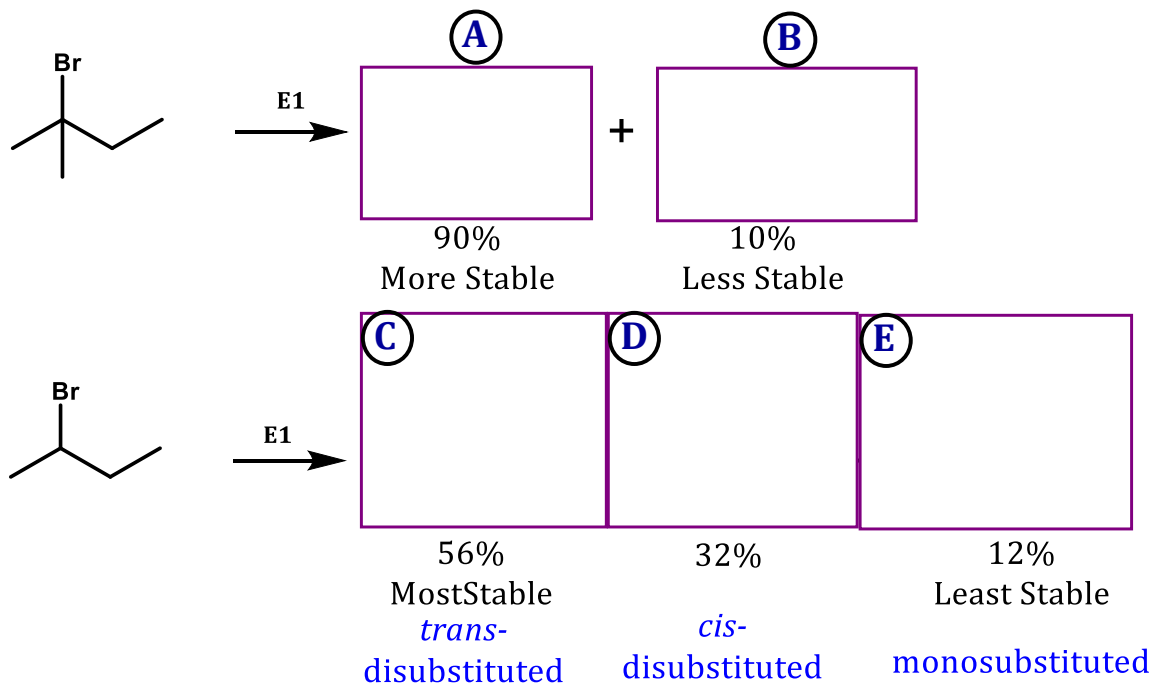 A
B
Br
E1
+
90%
10%
More Stable
Less Stable
C
D
E
Br
E1
56%
32%
12%
MostStable
Least Stable
trans-
cis-
disubstituted
disubstituted
monosubstituted